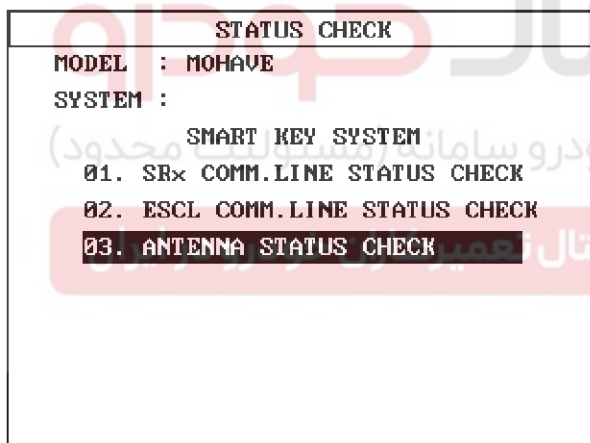 STATUS CHECK
MODEL : MOHAVE
SYSTEM :
SMART KEY SYSTEM
01. SRx COMM.LINE STATUS CHECK
02. ESCL COMM.LINE STATUS CHECK
03. ANTENNA STATUS CHECK